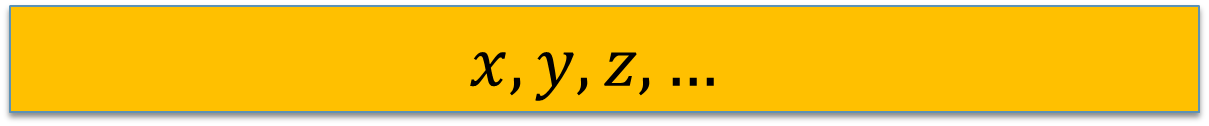 x, y, z, ...